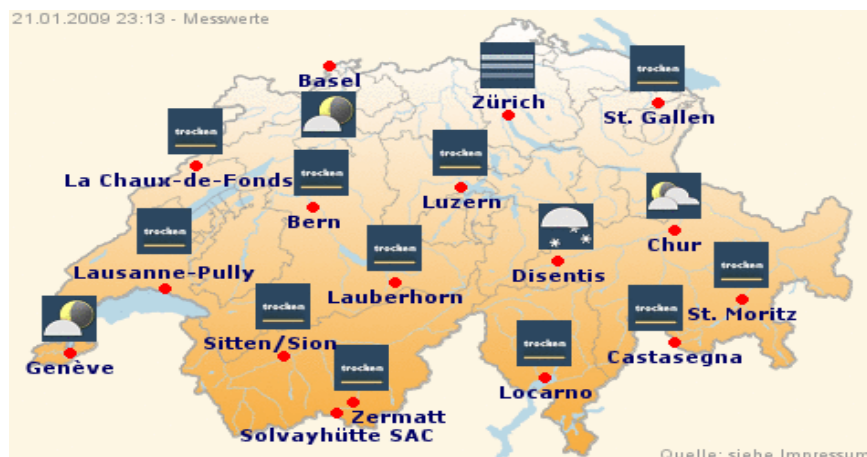 21.01.2009 23:13 - Messwerte
Basel
Zürich
trocken
St. Gallen
trocken
La Chaux-de-Fonds
trocken
Bern
trocken
Luzern
Chur
trocken
Lausanne-Pully
trocken
Lauberhorn
Disentis
trocken
St. Moritz
Genève
trocken
Sitten/Sion
trocken
Zermatt
Solvayhütte SAC
trocken
Locarno
trocken
Castasegna
Quelle: siehe Impressum